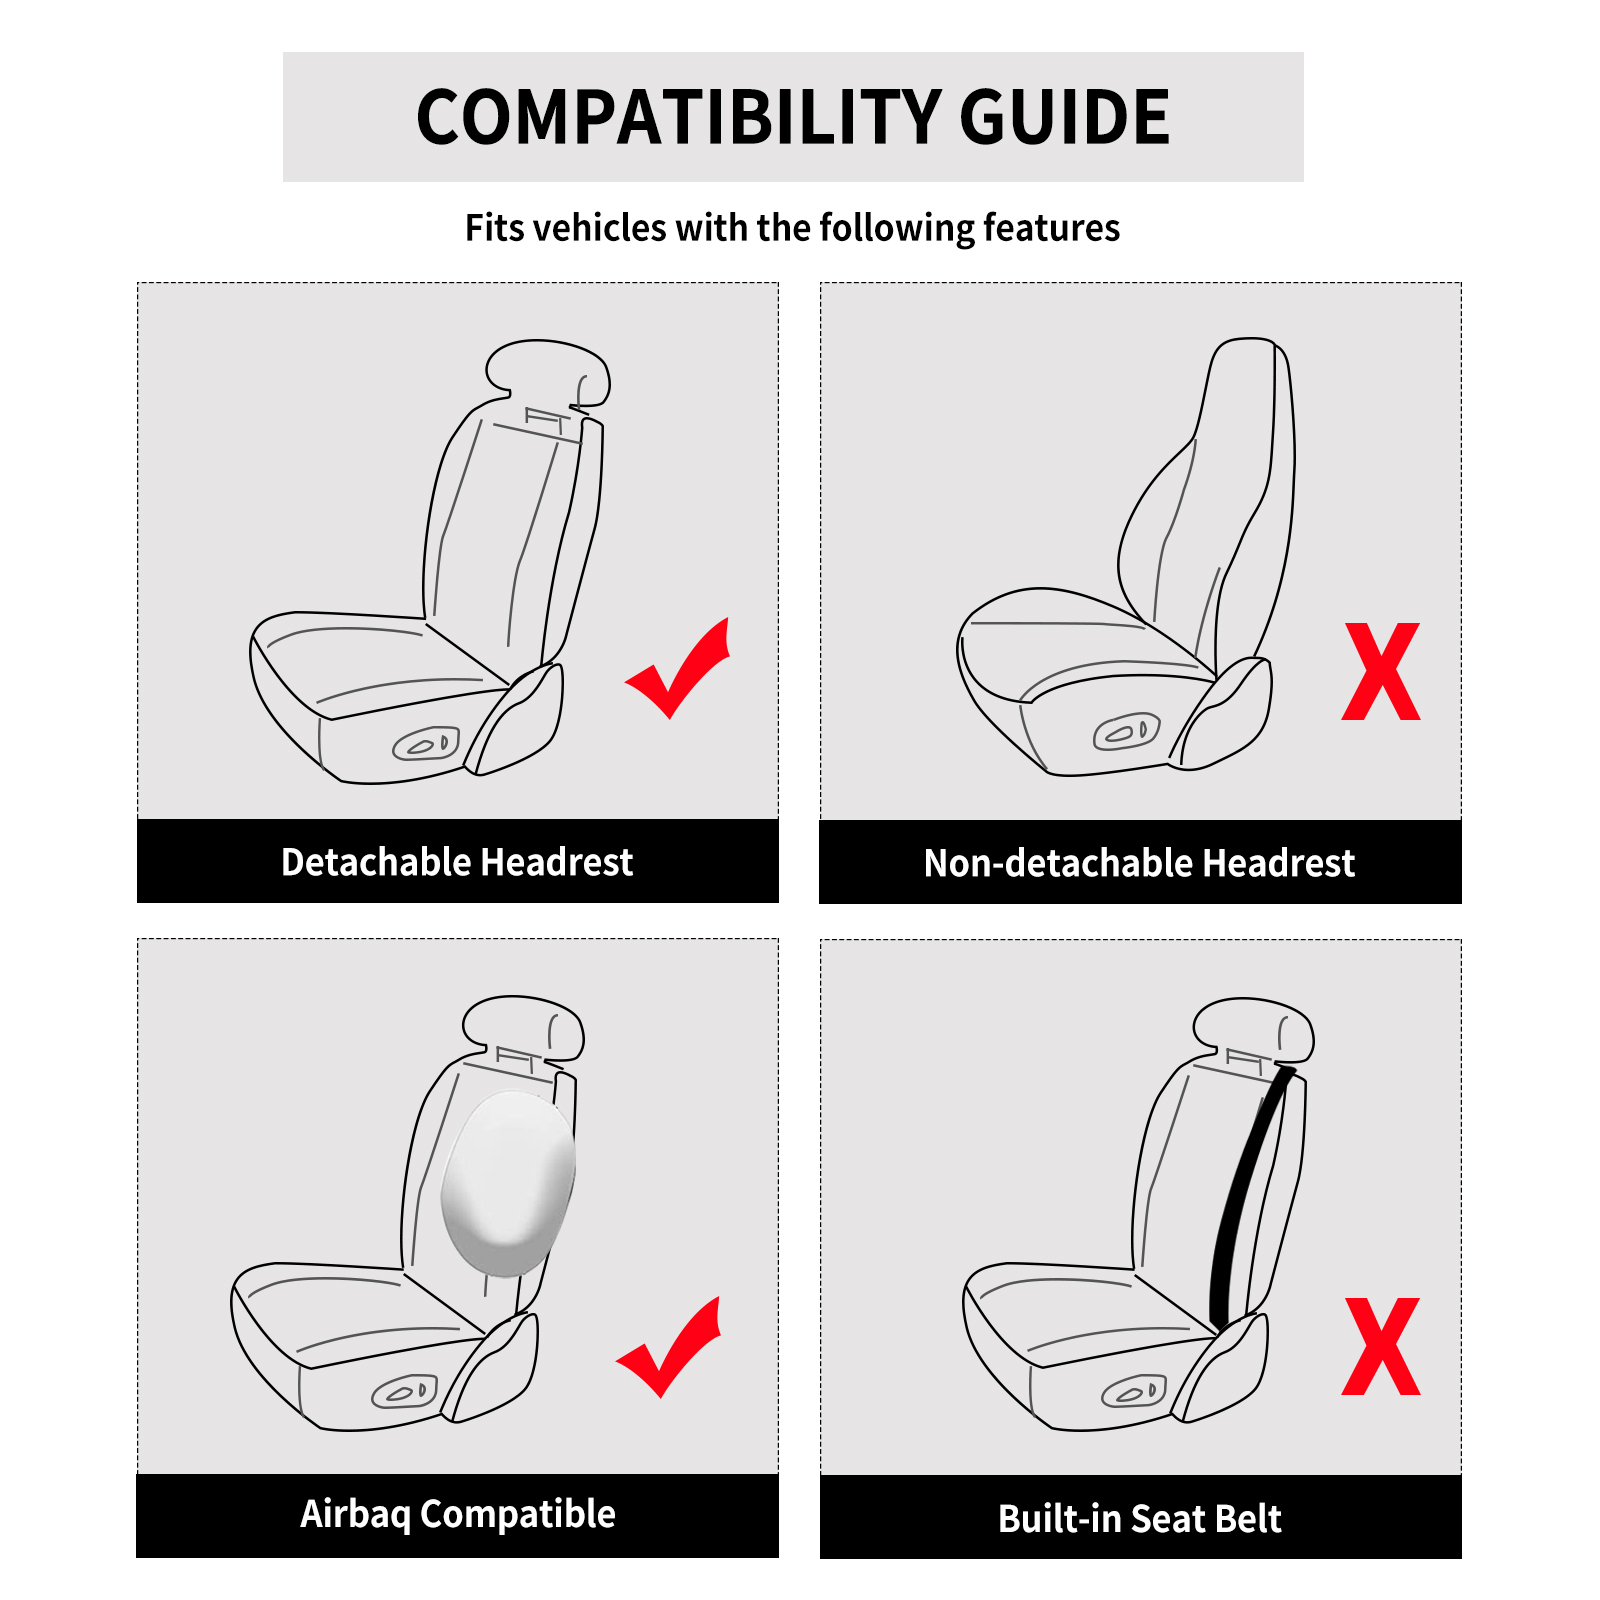 COMPATIBILITY GUIDE
Fits vehicles with the following features
X
Detachable Headrest
Non-detachable Headrest
X
Airbaq Compatible
Built-in Seat Belt